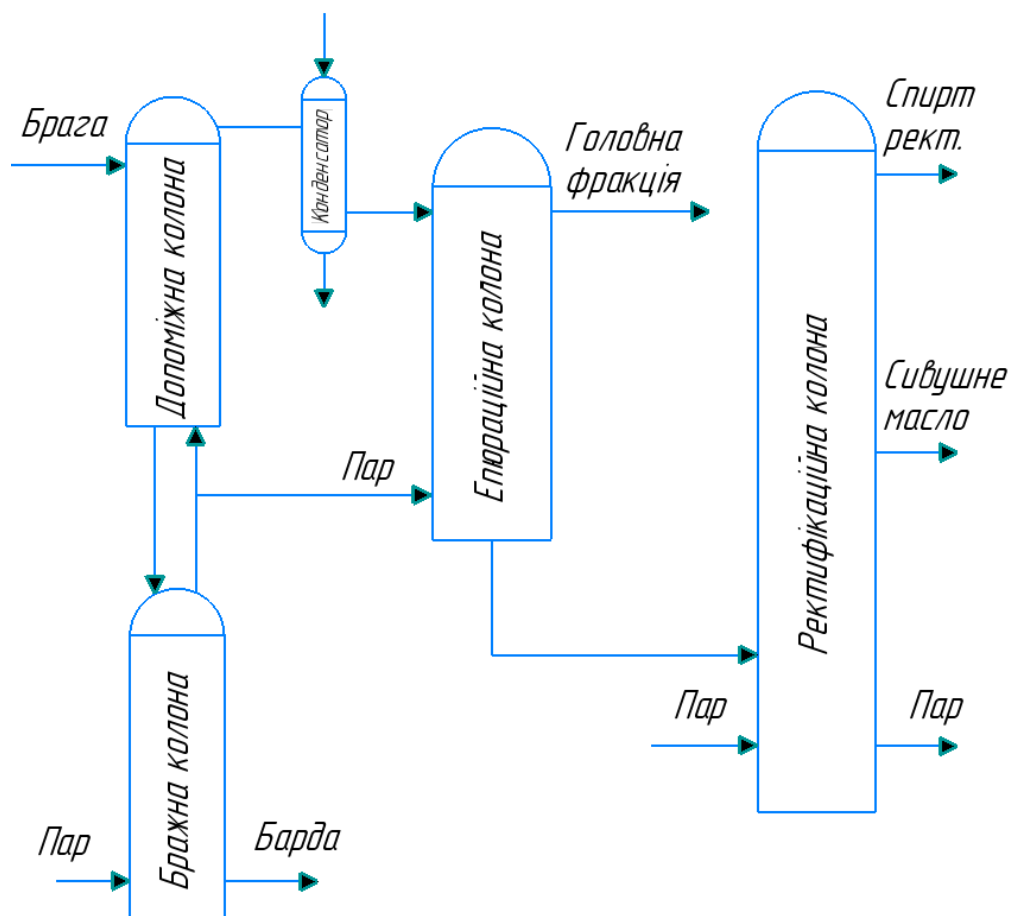 Брага
Допоміжна колона
Конденсатор
Головна
фракція
Спирт
рект.
Епюраційна колона
Ректифікаційна колона
Сивушне
масло
Пар
Пар
Пар
Бражна колона
Пар
Барда